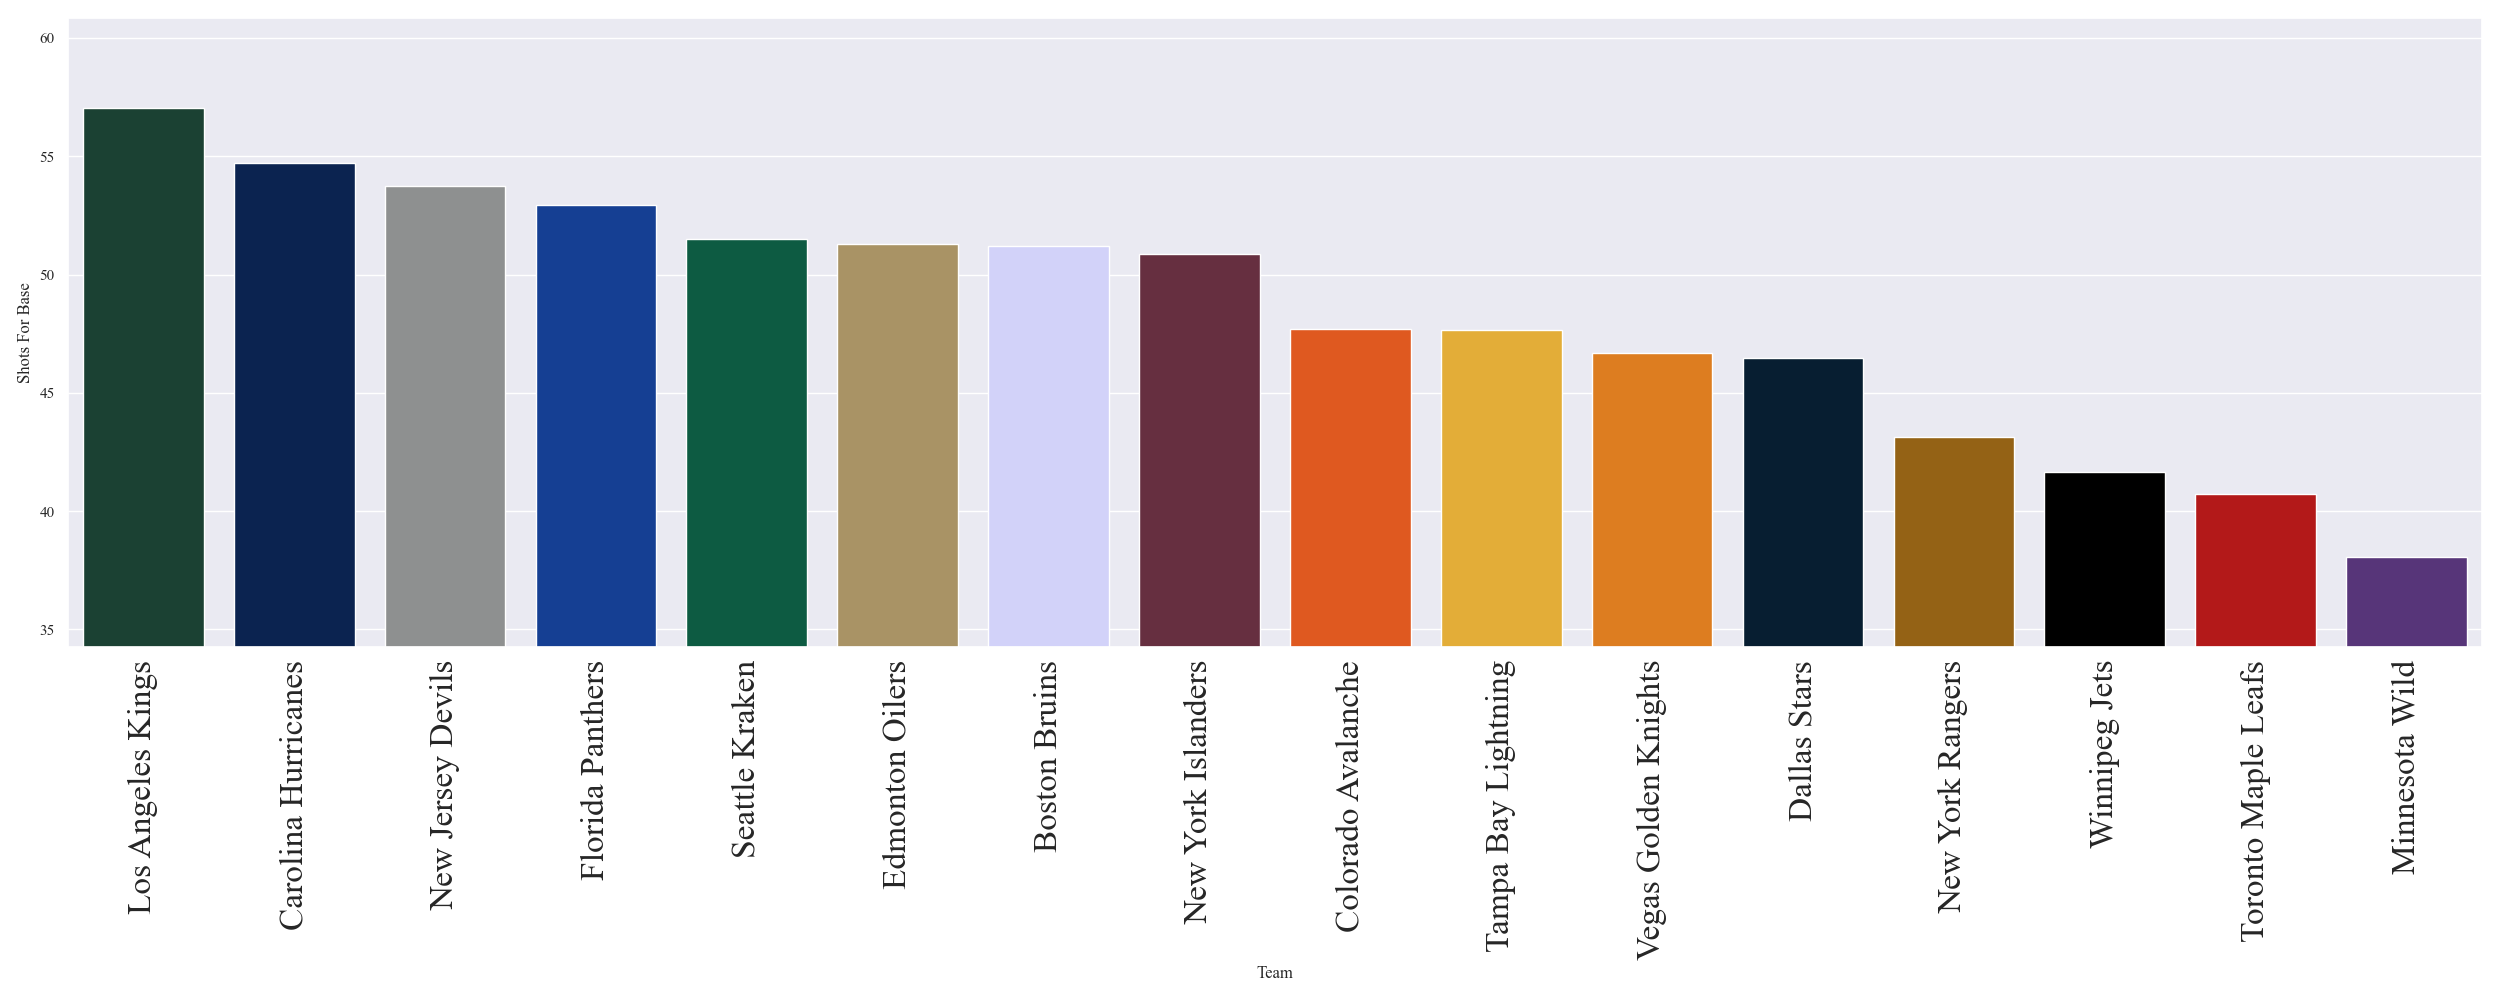 60
55
50
45
40
35
Shots For Base
Los Angeles Kings
Carolina Hurricanes
New Jersey Devils
Florida Panthers
Seattle Kraken
Edmonton Oilers
Boston Bruins
New York Islanders
Colorado Avalanche
Tampa Bay Lightning
Vegas Golden Knights
Dallas Stars
New York Rangers
Winnipeg Jets
Toronto Maple Leafs
Minnesota Wild
Team